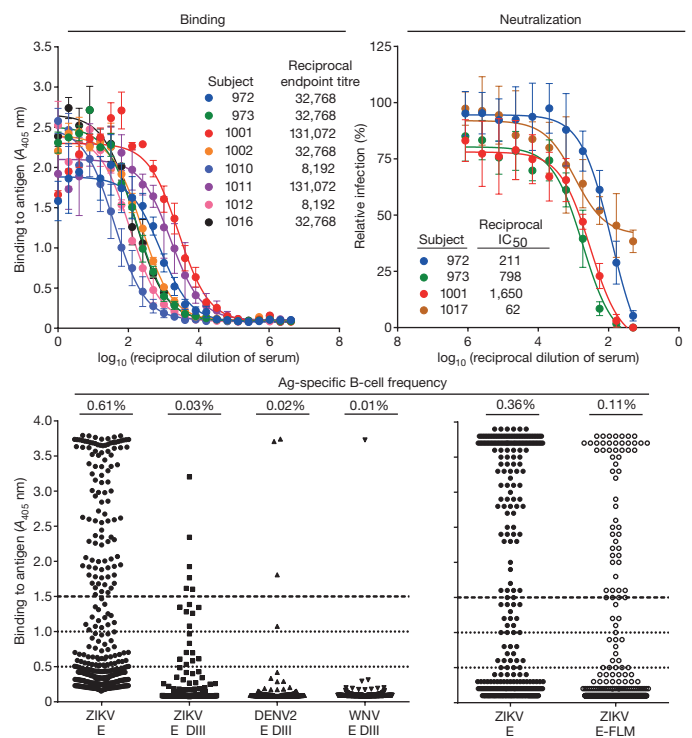 Binding
3.5
3.0
2.5
2.0
1.5
1.0
0.5
0
Binding to antigen (A405 nm)
Subject Reciprocal endpoint titre
972 32,768
973 32,768
1001 131,072
1002 32,768
1010 8,192
1011 131,072
1012 8,192
1016 32,768
0 2 4 6 8
log10 (reciprocal dilution of serum)
Neutralization
125
100
75
50
25
0
Relative infection (%)
Subject Reciprocal IC50
972 211
973 798
1001 1,650
1017 62
8 6 4 2 0
log10 (reciprocal dilution of serum)
Ag-specific B-cell frequency
0.61% 0.03% 0.02% 0.01% 0.36% 0.11%
4.0
3.5
3.0
2.5
2.0
1.5
1.0
0.5
Binding to antigen (A405 nm)
ZIKV ZIKV DENV2 WNV ZIKV ZIKV
E E DIII E DIII E DIII E E-FLM